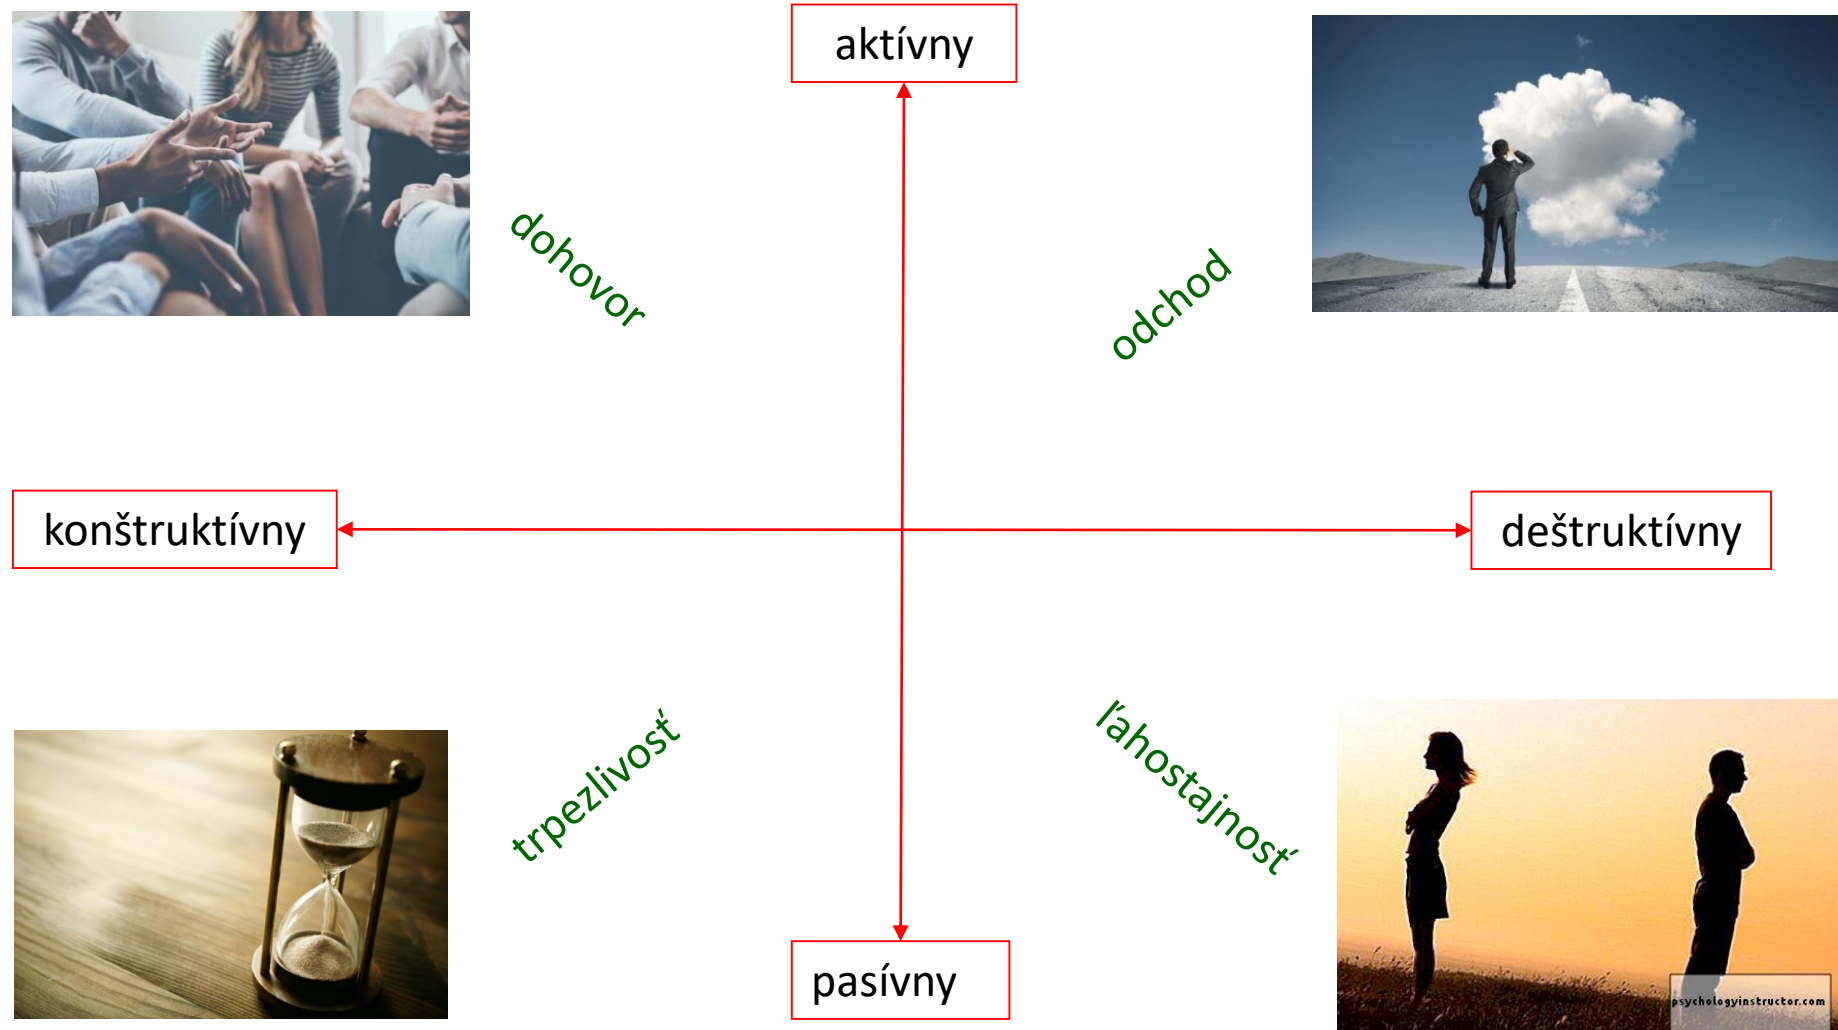 aktívny
dohovor
odchod
konštruktívny
deštruktívny
trpezlivosť
ľahostajnosť
pasívny
psychologyinstructor.com